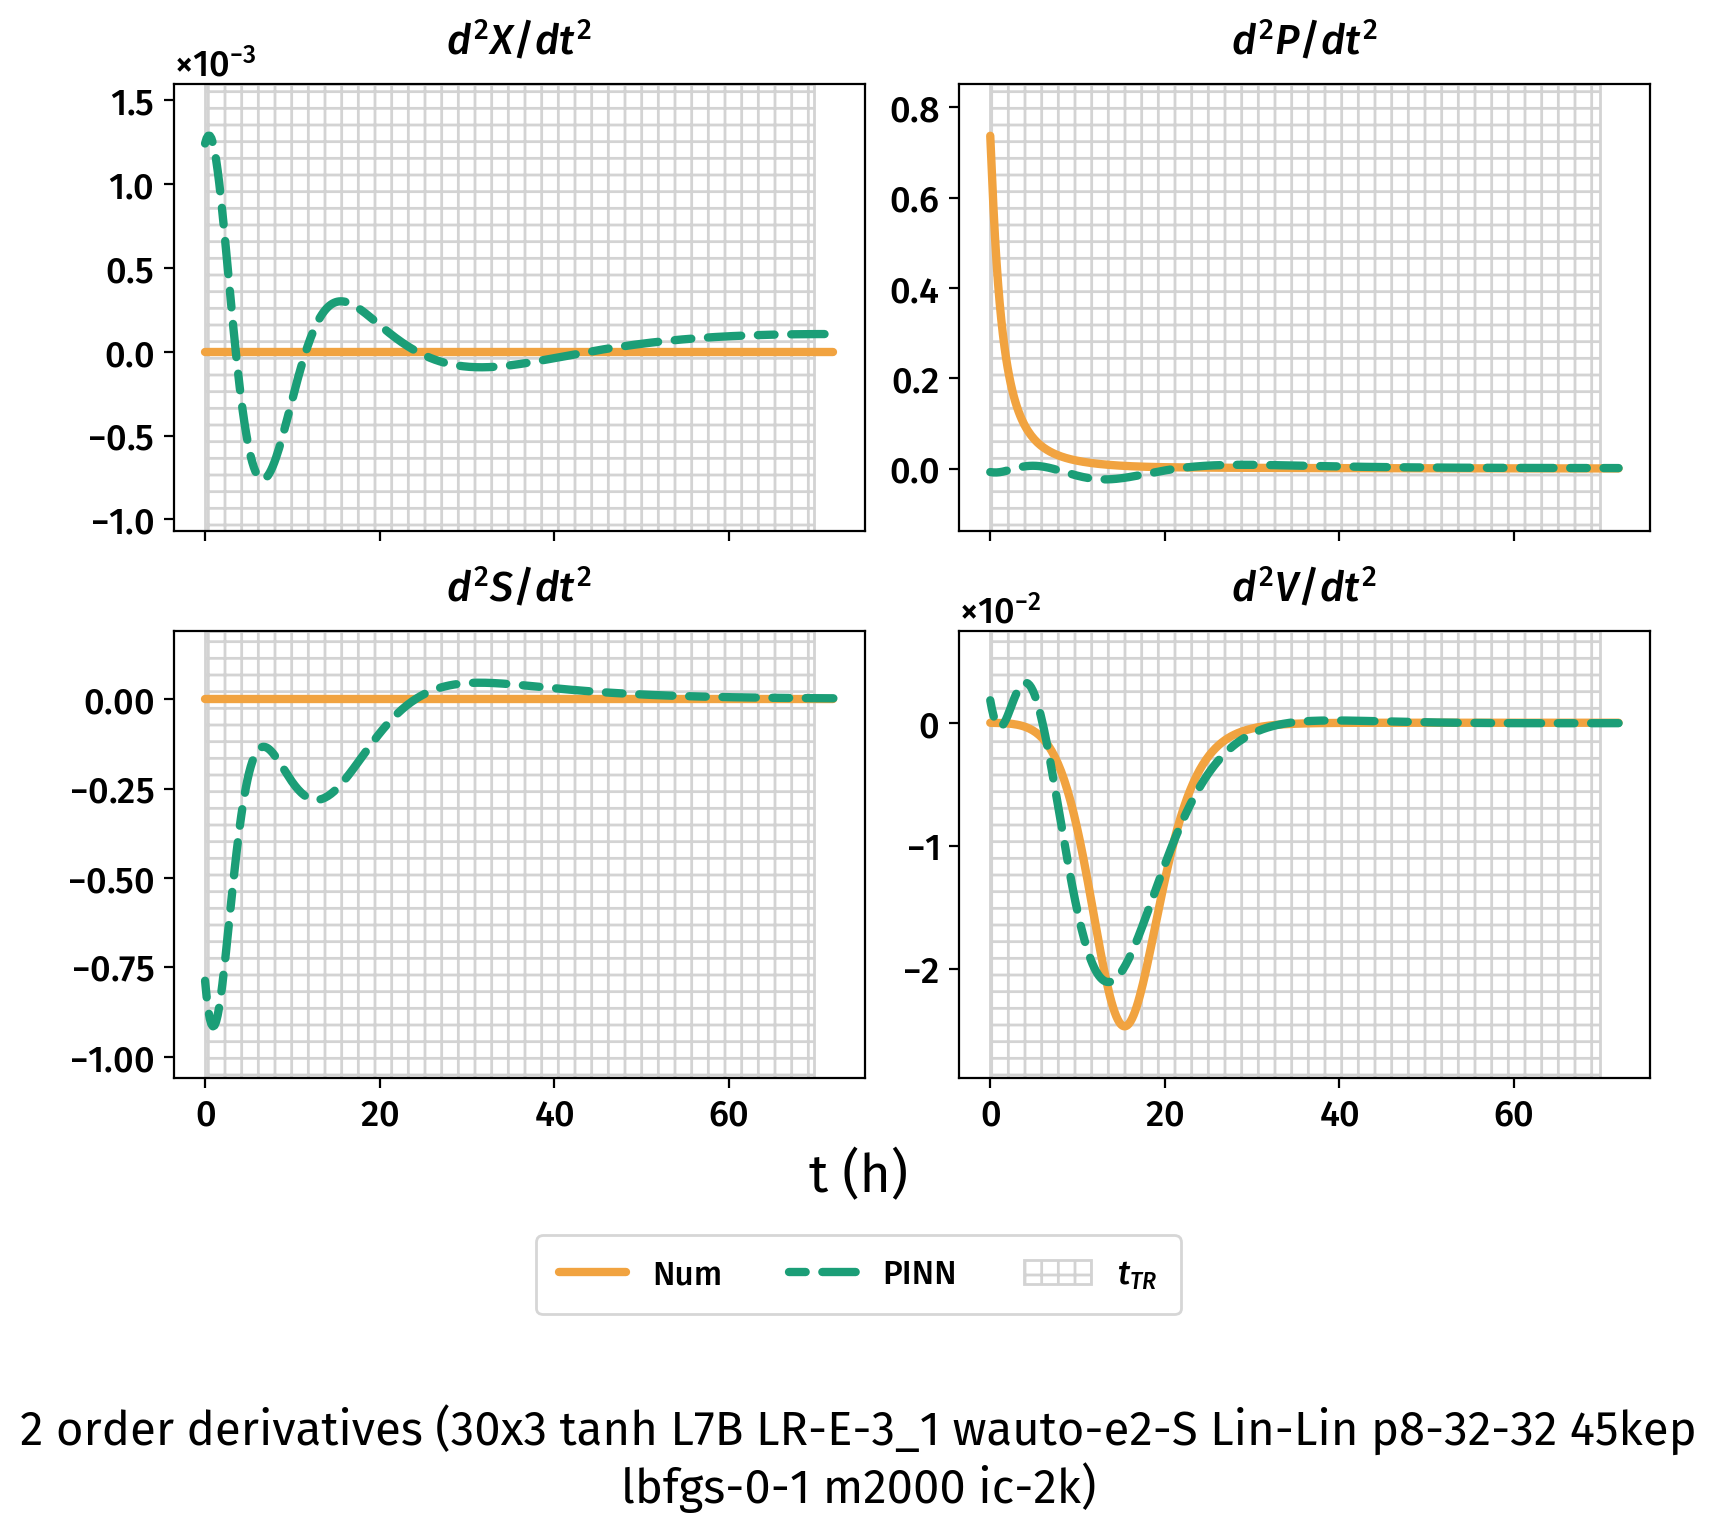 d²X/dt²
d²P/dt²
×10⁻³
1.5
1.0
0.5
0.0
−0.5
−1.0
0.8
0.6
0.4
0.2
0.0
d²S/dt²
d²V/dt²
×10⁻²
0.00
−0.25
−0.50
−0.75
−1.00
0
−1
−2
0 20 40 60
0 20 40 60
t (h)
Num PINN t_TR
2 order derivatives (30x3 tanh L7B LR-E-3_1 wauto-e2-S Lin-Lin p8-32-32 45kep
lbfgs-0-1 m2000 ic-2k)